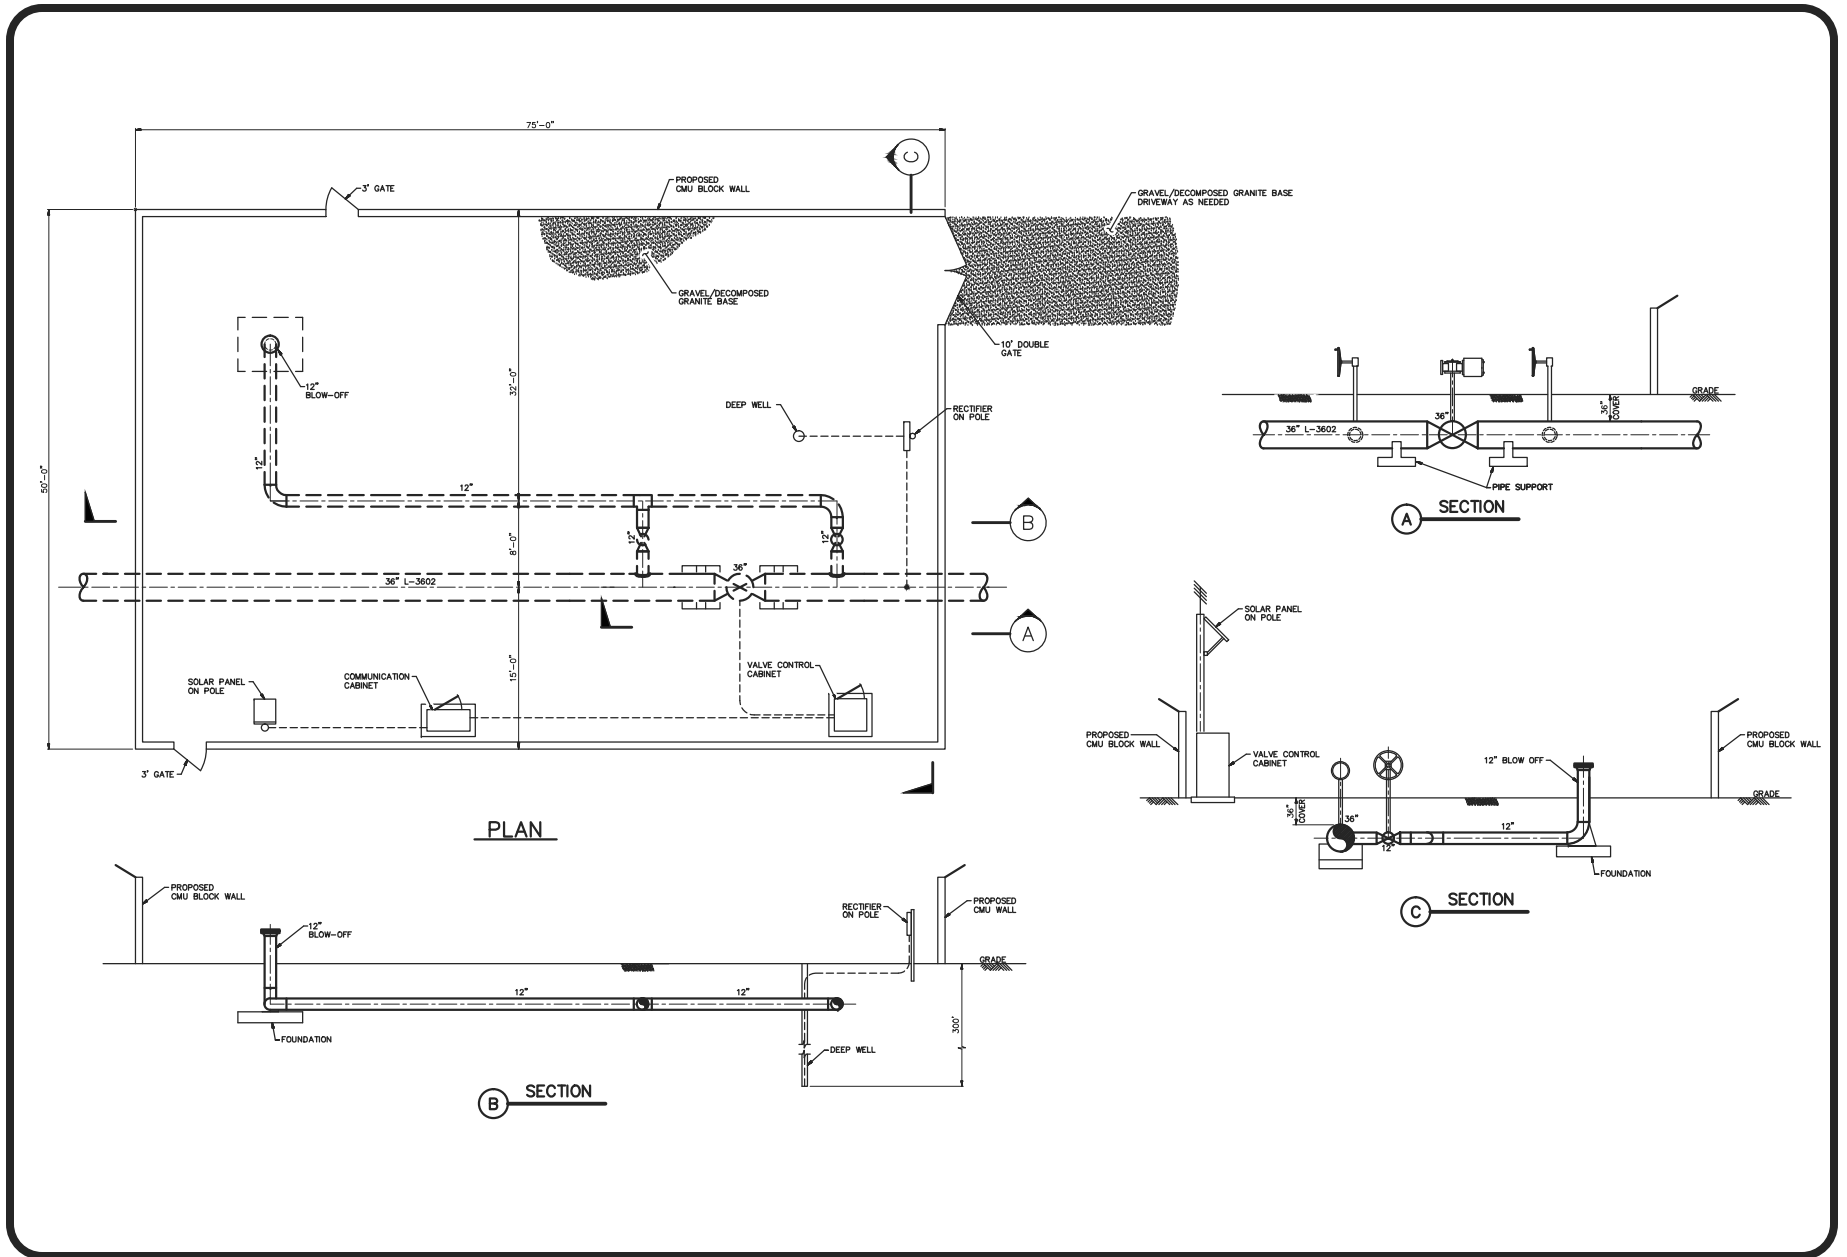 75'-0"
C
3' GATE
PROPOSED
CMU BLOCK WALL
GRAVEL/DECOMPOSED GRANITE BASE
DRIVEWAY AS NEEDED
GRAVEL/DECOMPOSED
GRANITE BASE
10' DOUBLE
GATE
12"
BLOW-OFF
32'-0"
DEEP WELL
RECTIFIER
ON POLE
50'-0"
12"
12"
8'-0"
12"
12"
B
36"
36" L-3602
A
15'-0"
SOLAR PANEL
ON POLE
COMMUNICATION
CABINET
VALVE CONTROL
CABINET
3' GATE
PLAN
GRADE
36"
COVER
36"
36" L-3602
PIPE SUPPORT
A
SECTION
SOLAR PANEL
ON POLE
PROPOSED
CMU BLOCK WALL
VALVE CONTROL
CABINET
12" BLOW OFF
PROPOSED
CMU BLOCK WALL
GRADE
36"
COVER
36"
12"
12"
FOUNDATION
C
SECTION
PROPOSED
CMU BLOCK WALL
12"
BLOW-OFF
RECTIFIER
ON POLE
PROPOSED
CMU WALL
GRADE
12"
12"
300'
FOUNDATION
DEEP WELL
B
SECTION